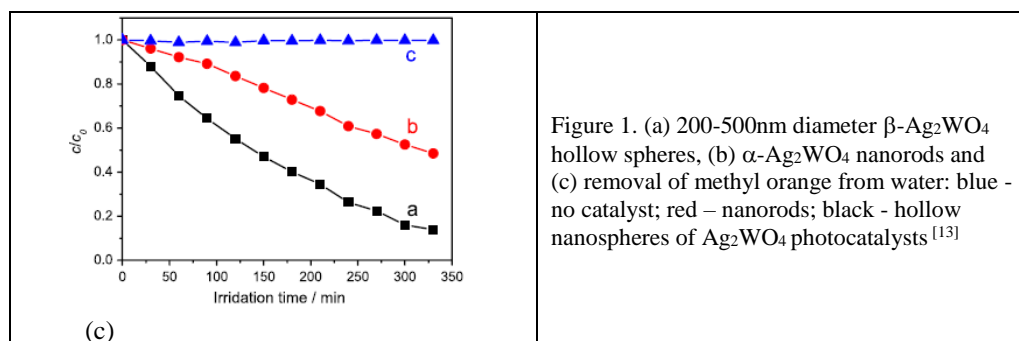 1.0
0.8
0.6
0.4
0.2
0.0
c/c₀
c
b
a
0 50 100 150 200 250 300 350
Irridation time / min
(c)
Figure 1. (a) 200-500nm diameter β-Ag₂WO₄
hollow spheres, (b) α-Ag₂WO₄ nanorods and
(c) removal of methyl orange from water: blue -
no catalyst; red – nanorods; black - hollow
nanospheres of Ag₂WO₄ photocatalysts [13]